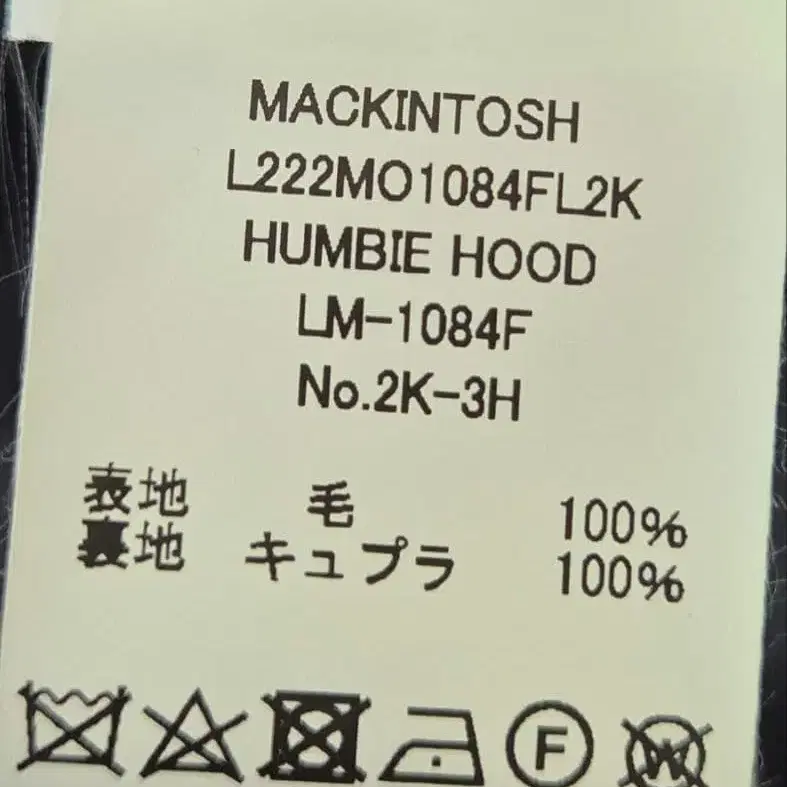 MACKINTOSH
L222MO1084FL2K
HUMBIE HOOD
LM-1084F
No.2K-3H
表地 毛 100%
裏地 キュプラ 100%
F
W